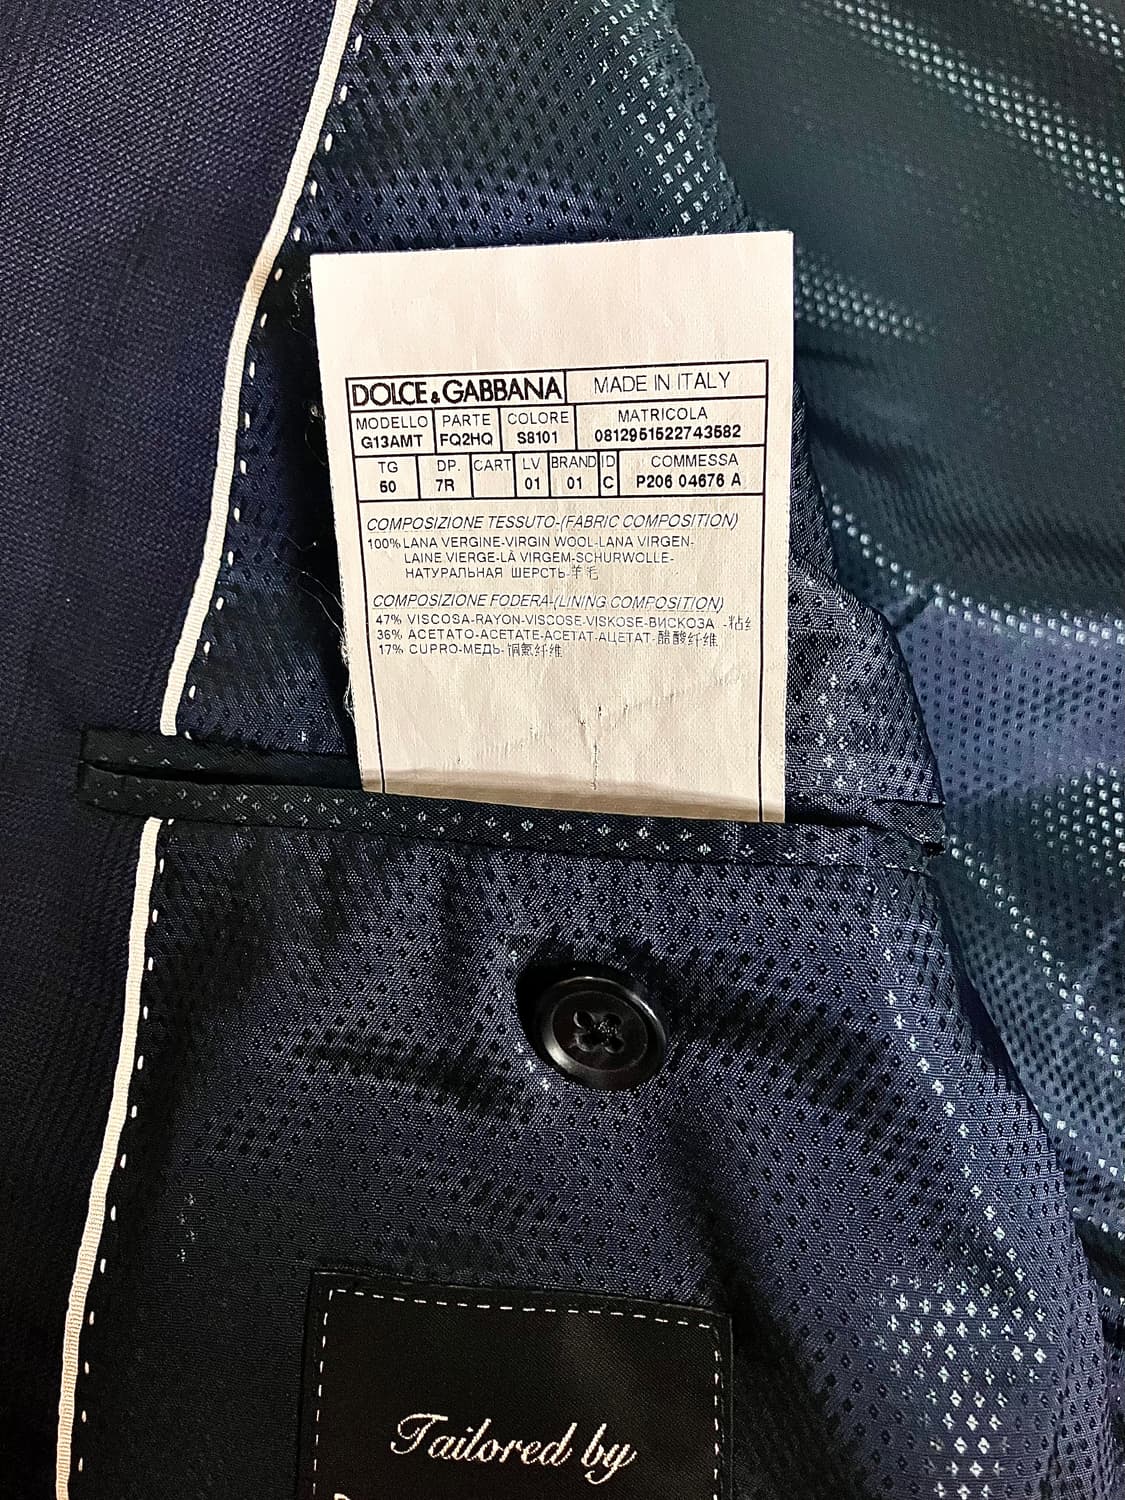 DOLCE & GABBANA MADE IN ITALY
MODELLO PARTE COLORE MATRICOLA
G13AMT FQ2HQ S8101 0812951522743582
TG DP. CART LV BRAND ID COMMESSA
50 7R 01 01 C P206 04676 A
COMPOSIZIONE TESSUTO-(FABRIC COMPOSITION)
100% LANA VERGINE-VIRGIN WOOL-LANA VIRGEN-
LAINE VIERGE-LÀ VIRGEM-SCHURWOLLE-
НАТУРАЛЬНАЯ ШЕРСТЬ-羊毛
COMPOSIZIONE FODERA-(LINING COMPOSITION)
47% VISCOSA-RAYON-VISCOSE-VISKOSE-ВИСКОЗА -粘
36% ACETATO-ACETATE-ACETAT-АЦЕТАТ-醋酸纤维
17% CUPRO-МЕДЬ-铜氨纤维
Tailored by